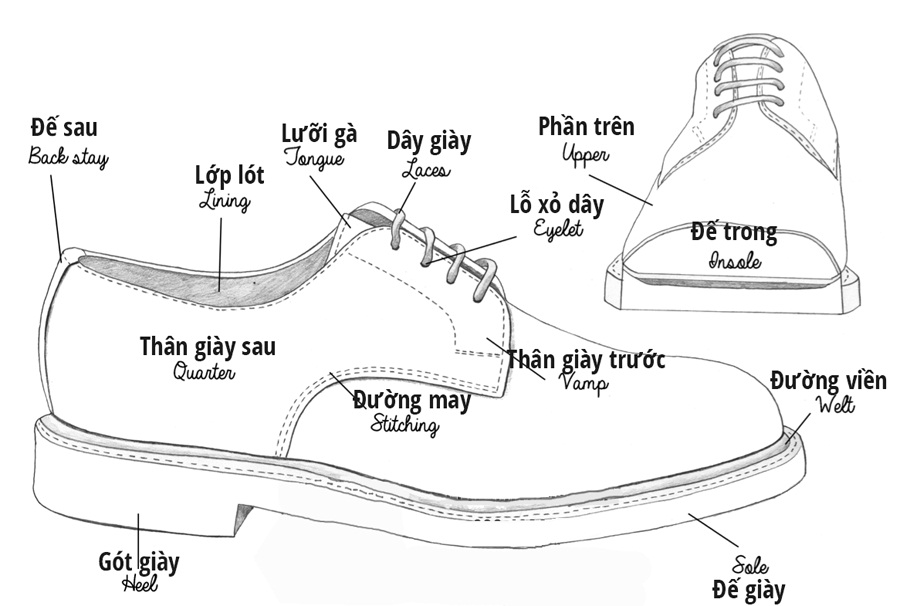 Đế sau
Back stay
Lớp lót
Lining
Lưỡi gà
Tongue
Dây giày
Laces
Lỗ xỏ dây
Eyelet
Phần trên
Upper
Đế trong
Insole
Thân giày sau
Quarter
Thân giày trước
Vamp
Đường may
Stitching
Đường viền
Welt
Gót giày
Heel
Sole
Đế giày